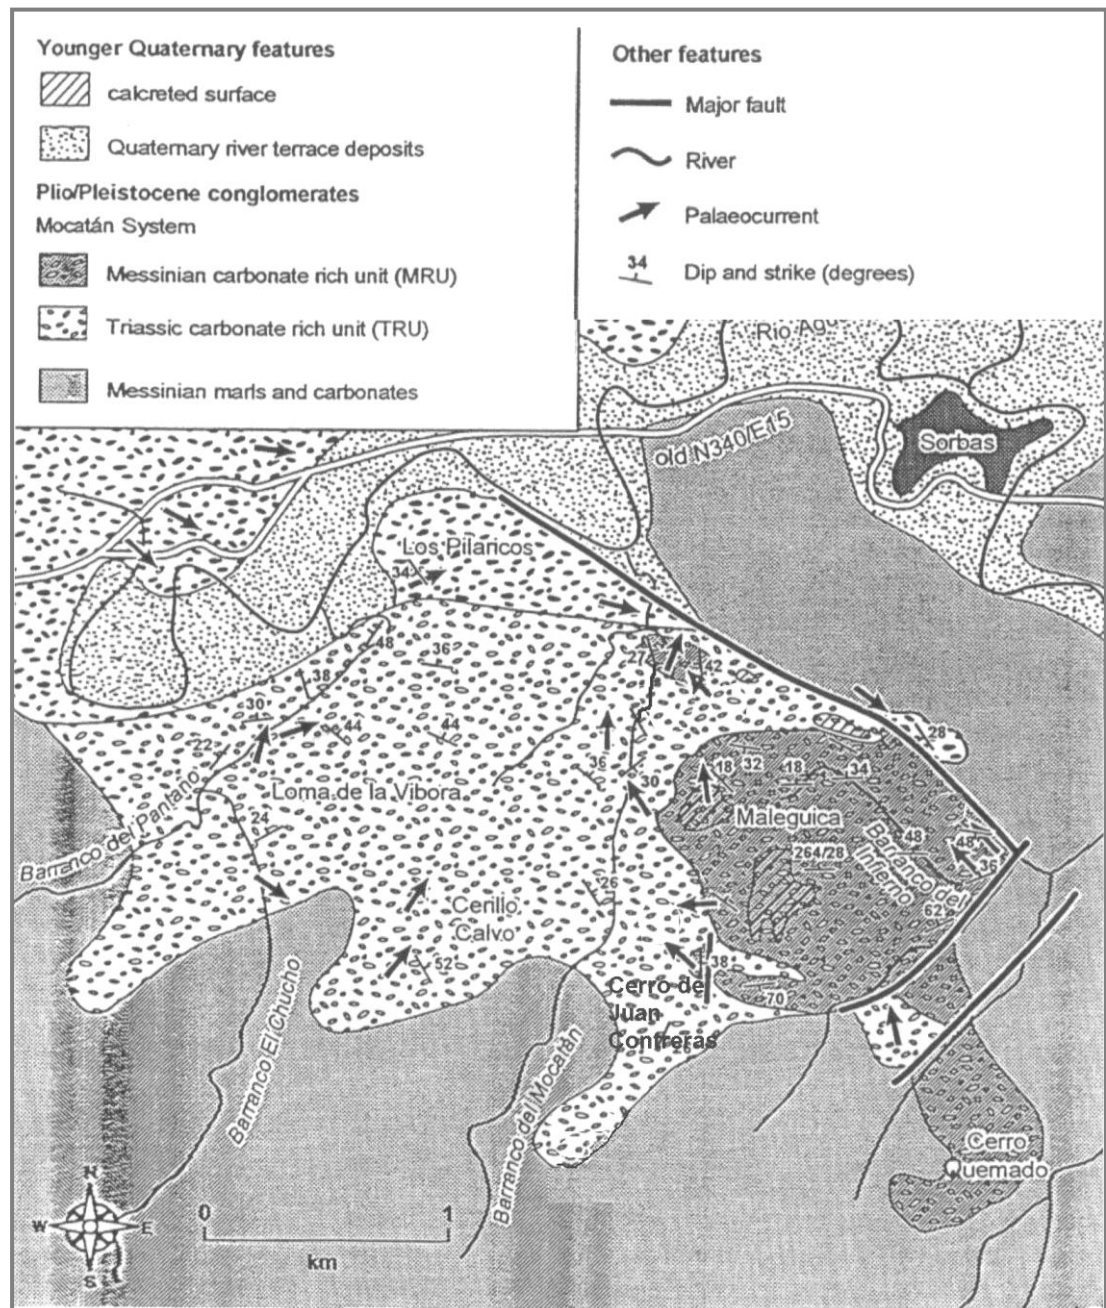 Younger Quaternary features
calcreted surface
Quaternary river terrace deposits
Plio/Pleistocene conglomerates
Mocatán System
Messinian carbonate rich unit (MRU)
Triassic carbonate rich unit (TRU)
Messinian marls and carbonates
Other features
Major fault
River
Palaeocurrent
34
Dip and strike (degrees)
Rio Agu
old N340/E15
Sorbas
Los Pilaricos
34
48
36
38
27
42
30
44
44
22
28
36
30
18
32
18
34
Loma de la Vibora
Maleguica
Barranco del Pantano
24
48
48
36
264/28
Barranco del
Infierno
62
26
Cerillo
Calvo
52
38
Cerro de
Juan
Contreras
70
Barranco El Chucho
Barranco del Mocatán
Cerro
Quemado
N
W
E
S
0
1
km